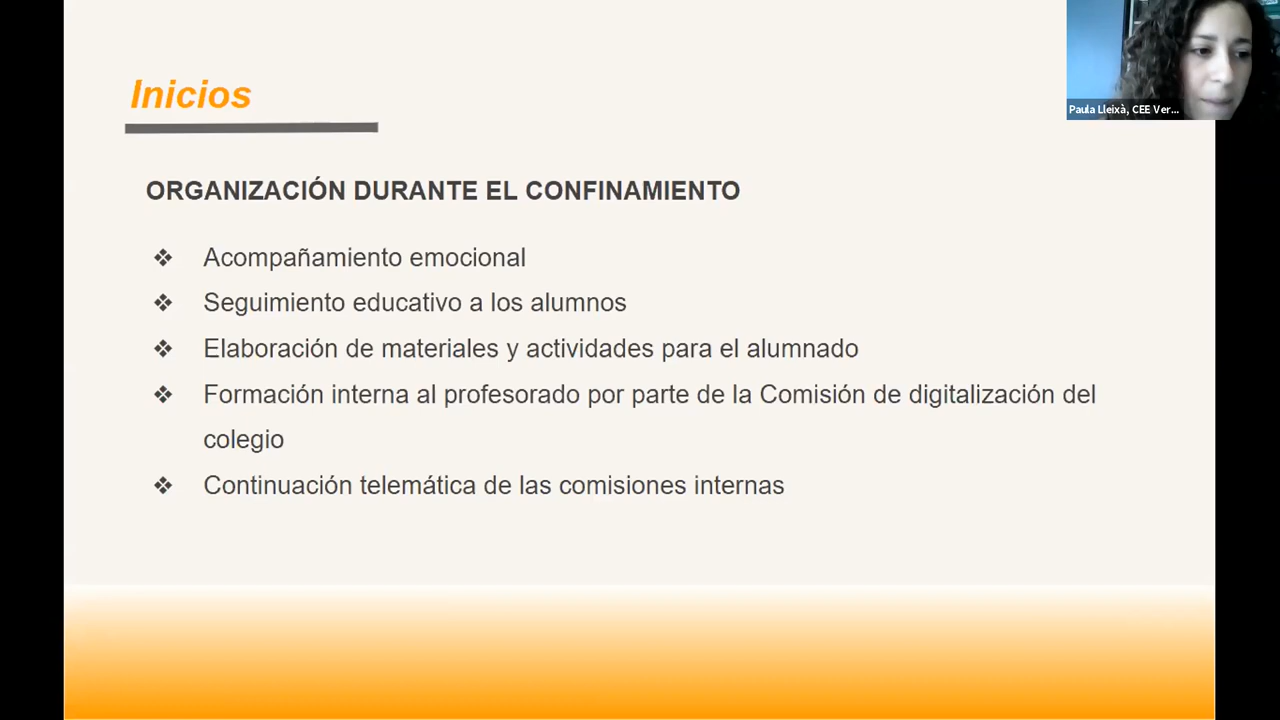 Inicios
Paula Lleixà, CEE Ver...
ORGANIZACIÓN DURANTE EL CONFINAMIENTO
❖ Acompañamiento emocional
❖ Seguimiento educativo a los alumnos
❖ Elaboración de materiales y actividades para el alumnado
❖ Formación interna al profesorado por parte de la Comisión de digitalización del
colegio
❖ Continuación telemática de las comisiones internas